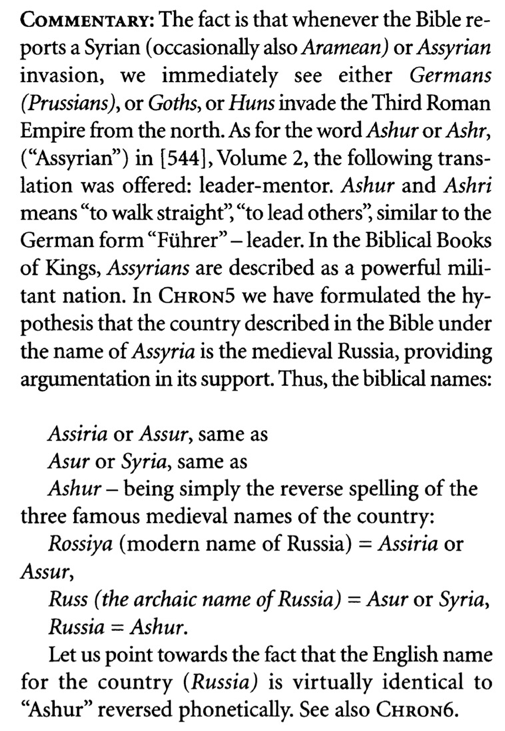 COMMENTARY: The fact is that whenever the Bible re-
ports a Syrian (occasionally also Aramean) or Assyrian
invasion, we immediately see either Germans
(Prussians), or Goths, or Huns invade the Third Roman
Empire from the north. As for the word Ashur or Ashr,
(“Assyrian”) in [544], Volume 2, the following trans-
lation was offered: leader-mentor. Ashur and Ashri
means “to walk straight”, “to lead others”, similar to the
German form “Führer” – leader. In the Biblical Books
of Kings, Assyrians are described as a powerful mili-
tant nation. In CHRON5 we have formulated the hy-
pothesis that the country described in the Bible under
the name of Assyria is the medieval Russia, providing
argumentation in its support. Thus, the biblical names:
Assiria or Assur, same as
Asur or Syria, same as
Ashur – being simply the reverse spelling of the
three famous medieval names of the country:
Rossiya (modern name of Russia) = Assiria or
Assur,
Russ (the archaic name of Russia) = Asur or Syria,
Russia = Ashur.
Let us point towards the fact that the English name
for the country (Russia) is virtually identical to
“Ashur” reversed phonetically. See also CHRON6.